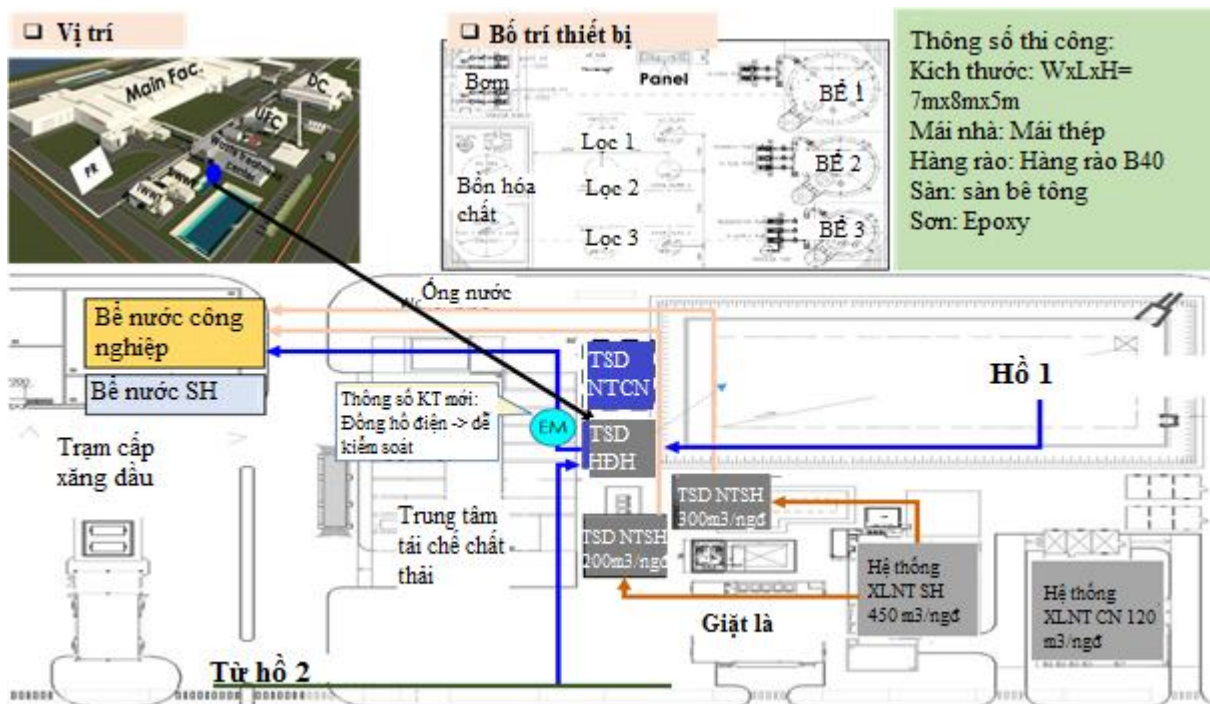 ❑ Vị trí
Main Fac.
DC
UFC
Waste Treatment
Center
PR
IWWT
SWWT
❑ Bố trí thiết bị
Panel
Bơm
BỂ 1
Lọc 1
BỂ 2
Bồn hóa
chất
Lọc 2
Lọc 3
BỂ 3
Thông số thi công:
Kích thước: WxLxH=
7mx8mx5m
Mái nhà: Mái thép
Hàng rào: Hàng rào B40
Sàn: sàn bê tông
Sơn: Epoxy
Ống nước
Bể nước công
nghiệp
Bể nước SH
TSD
NTCN
Hồ 1
Thông số KT mới:
Đồng hồ điện -> dễ
kiểm soát
EM
TSD
HĐH
Trạm cấp
xăng dầu
TSD NTSH
300m3/ngđ
Trung tâm
tái chế chất
thải
TSD NTSH
200m3/ngđ
Hệ thống
XLNT SH
450 m3/ngđ
Hệ thống
XLNT CN 120
m3/ngđ
Giặt là
Từ hồ 2